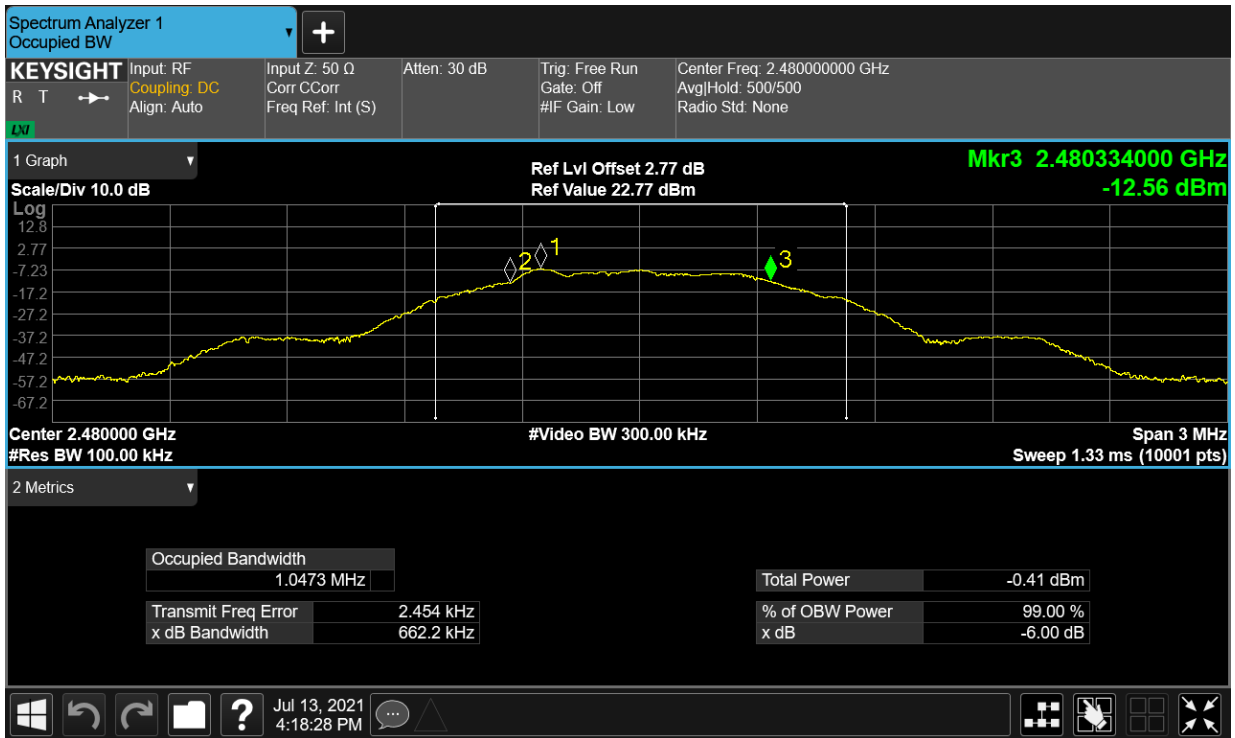 Spectrum Analyzer 1
Occupied BW
KEYSIGHT
R T
LXI
Input: RF
Coupling: DC
Align: Auto
Input Z: 50 Ω
Corr CCorr
Freq Ref: Int (S)
Atten: 30 dB
Trig: Free Run
Gate: Off
#IF Gain: Low
Center Freq: 2.480000000 GHz
Avg|Hold: 500/500
Radio Std: None
1 Graph
Scale/Div 10.0 dB
Ref Lvl Offset 2.77 dB
Ref Value 22.77 dBm
Mkr3 2.480334000 GHz
-12.56 dBm
Log
12.8
2.77
-7.23
-17.2
-27.2
-37.2
-47.2
-57.2
-67.2
2
1
3
Center 2.480000 GHz
#Video BW 300.00 kHz
Span 3 MHz
#Res BW 100.00 kHz
Sweep 1.33 ms (10001 pts)
2 Metrics
Occupied Bandwidth
1.0473 MHz
Total Power -0.41 dBm
Transmit Freq Error 2.454 kHz
% of OBW Power 99.00 %
x dB Bandwidth 662.2 kHz
x dB -6.00 dB
?
Jul 13, 2021
4:18:28 PM